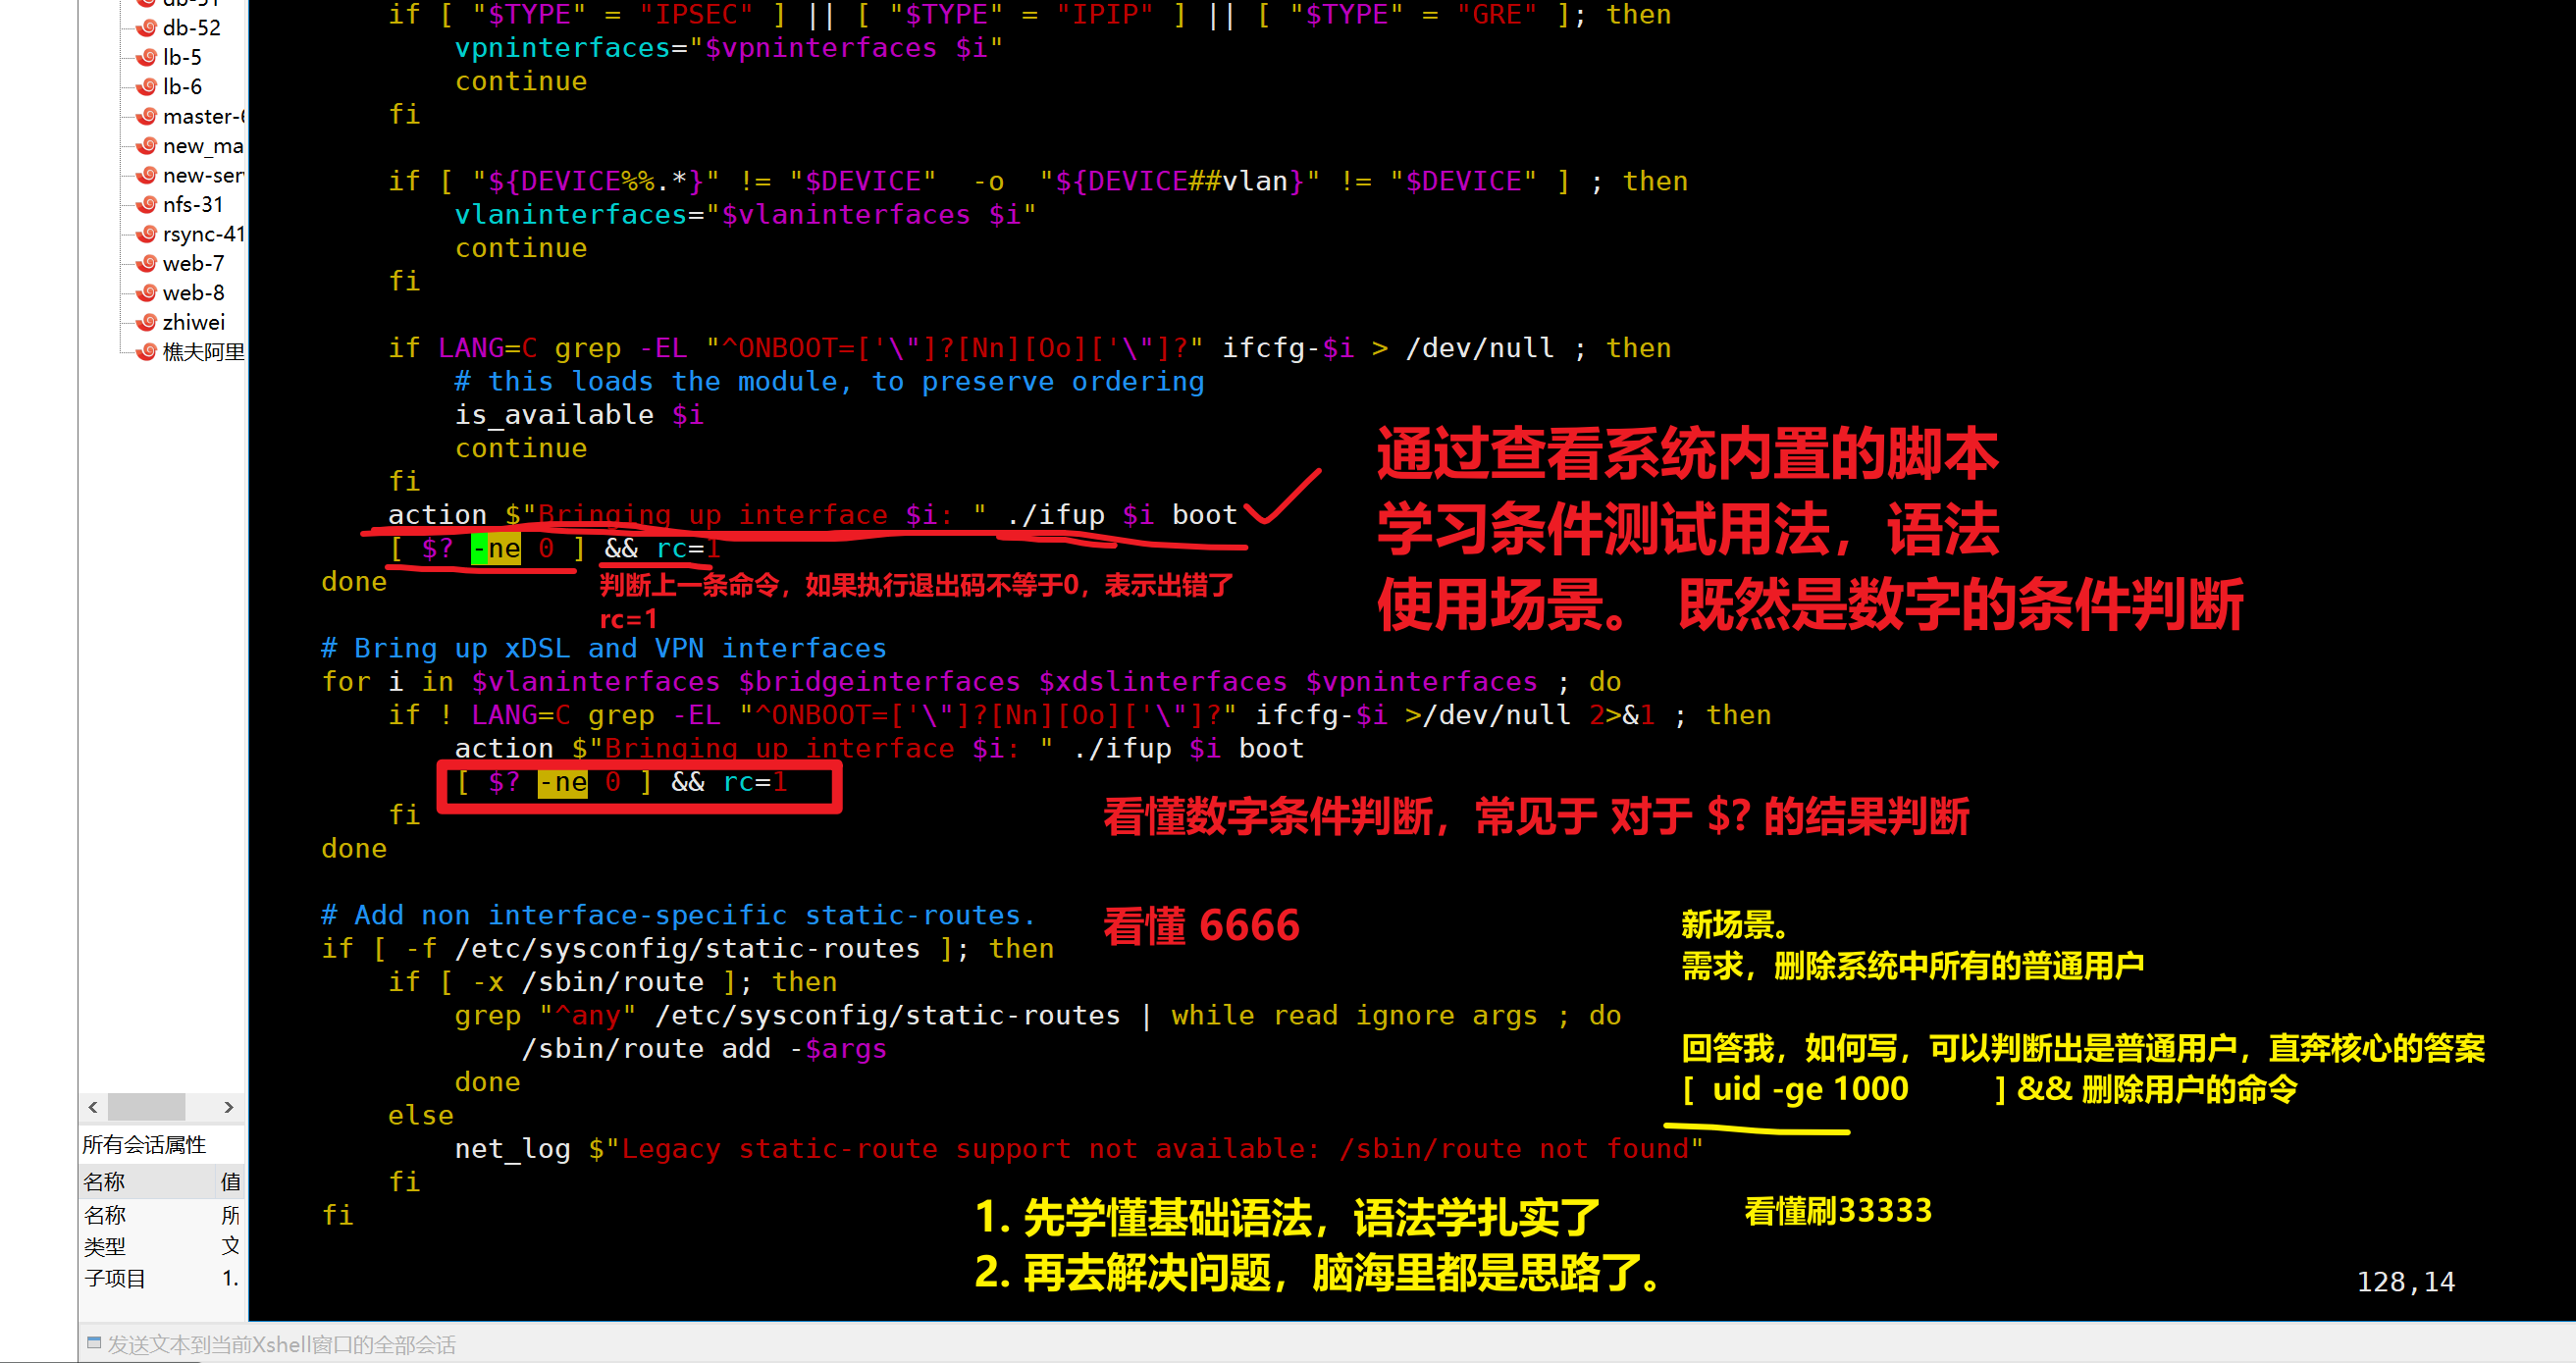 db-51
db-52
lb-5
lb-6
master-6
new_ma
new-ser
nfs-31
rsync-41
web-7
web-8
zhiwei
樵夫阿里
所有会话属性
名称 值
名称 所
类型 文
子项目 1.
发送文本到当前Xshell窗口的全部会话
if [ "$TYPE" = "IPSEC" ] || [ "$TYPE" = "IPIP" ] || [ "$TYPE" = "GRE" ]; then
vpninterfaces="$vpninterfaces $i"
continue
fi
if [ "${DEVICE%%.*}" != "$DEVICE"  -o  "${DEVICE##vlan}" != "$DEVICE" ] ; then
vlaninterfaces="$vlaninterfaces $i"
continue
fi
if LANG=C grep -EL "^ONBOOT=['\"]?[Nn][Oo]['\"]?" ifcfg-$i > /dev/null ; then
# this loads the module, to preserve ordering
is_available $i
continue
fi
action $"Bringing up interface $i: " ./ifup $i boot
[ $? -ne 0 ] && rc=1
done
# Bring up xDSL and VPN interfaces
for i in $vlaninterfaces $bridgeinterfaces $xdslinterfaces $vpninterfaces ; do
if ! LANG=C grep -EL "^ONBOOT=['\"]?[Nn][Oo]['\"]?" ifcfg-$i >/dev/null 2>&1 ; then
action $"Bringing up interface $i: " ./ifup $i boot
[ $? -ne 0 ] && rc=1
fi
done
# Add non interface-specific static-routes.
if [ -f /etc/sysconfig/static-routes ]; then
if [ -x /sbin/route ]; then
grep "^any" /etc/sysconfig/static-routes | while read ignore args ; do
/sbin/route add -$args
done
else
net_log $"Legacy static-route support not available: /sbin/route not found"
fi
fi
128,14
通过查看系统内置的脚本
学习条件测试用法，语法
使用场景。 既然是数字的条件判断
判断上一条命令，如果执行退出码不等于0，表示出错了
rc=1
看懂数字条件判断，常见于 对于 $? 的结果判断
看懂 6666
新场景。
需求，删除系统中所有的普通用户
回答我，如何写，可以判断出是普通用户，直奔核心的答案
[ uid -ge 1000 ] && 删除用户的命令
看懂刷33333
1. 先学懂基础语法，语法学扎实了
2. 再去解决问题，脑海里都是思路了。